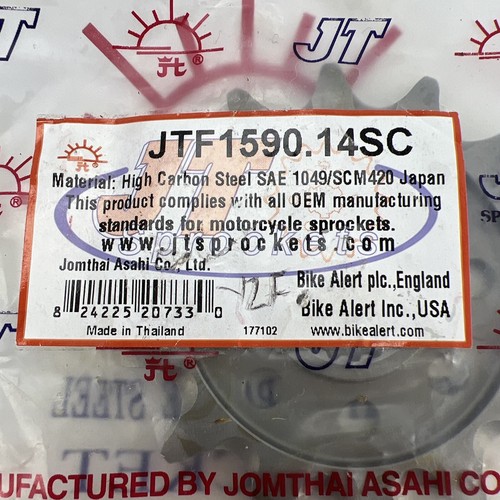 JT
JT
JTF1590.14SC
Material: High Carbon Steel SAE 1049/SCM420 Japan
This product complies with all OEM manufacturing
standards for motorcycle sprockets.
www.jtsprockets.com
Jomthai Asahi Co., Ltd.
Bike Alert plc.,England
Bike Alert Inc.,USA
8 24225 20733 0
Made in Thailand
177102
www.bikealert.com
JT
STEEL
UFACTURED BY JOMTHAI ASAHI CO